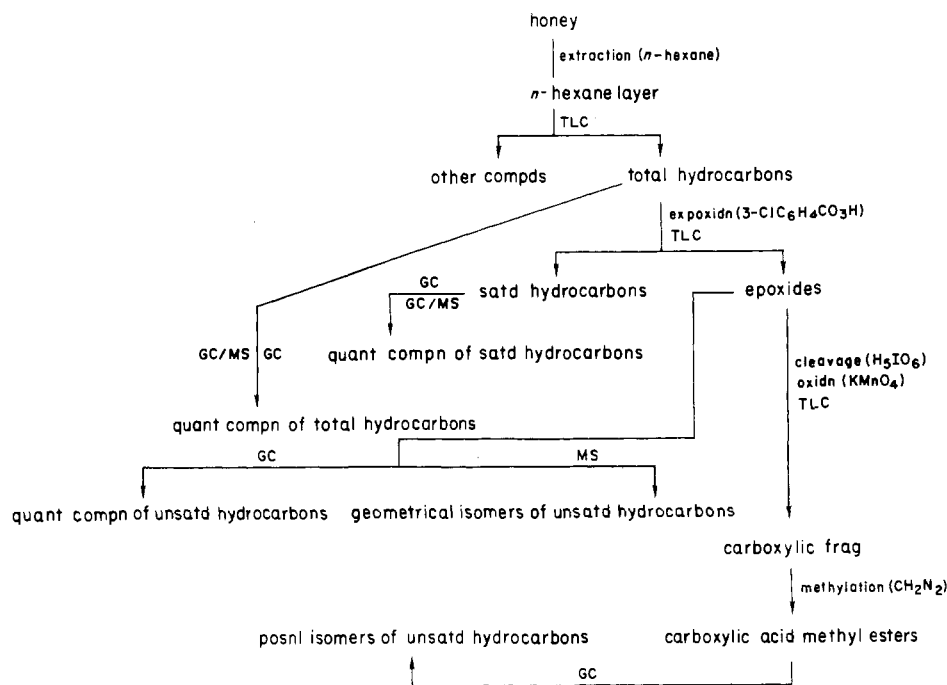 honey
extraction (n-hexane)
n-hexane layer
TLC
other compds
total hydrocarbons
expoxidn (3-ClC6H4CO3H)
TLC
GC
GC/MS
satd hydrocarbons
epoxides
GC/MS
GC
quant compn of satd hydrocarbons
cleavage (H5IO6)
oxidn (KMnO4)
TLC
quant compn of total hydrocarbons
GC
MS
quant compn of unsatd hydrocarbons
geometrical isomers of unsatd hydrocarbons
carboxylic frag
methylation (CH2N2)
posnl isomers of unsatd hydrocarbons
carboxylic acid methyl esters
GC